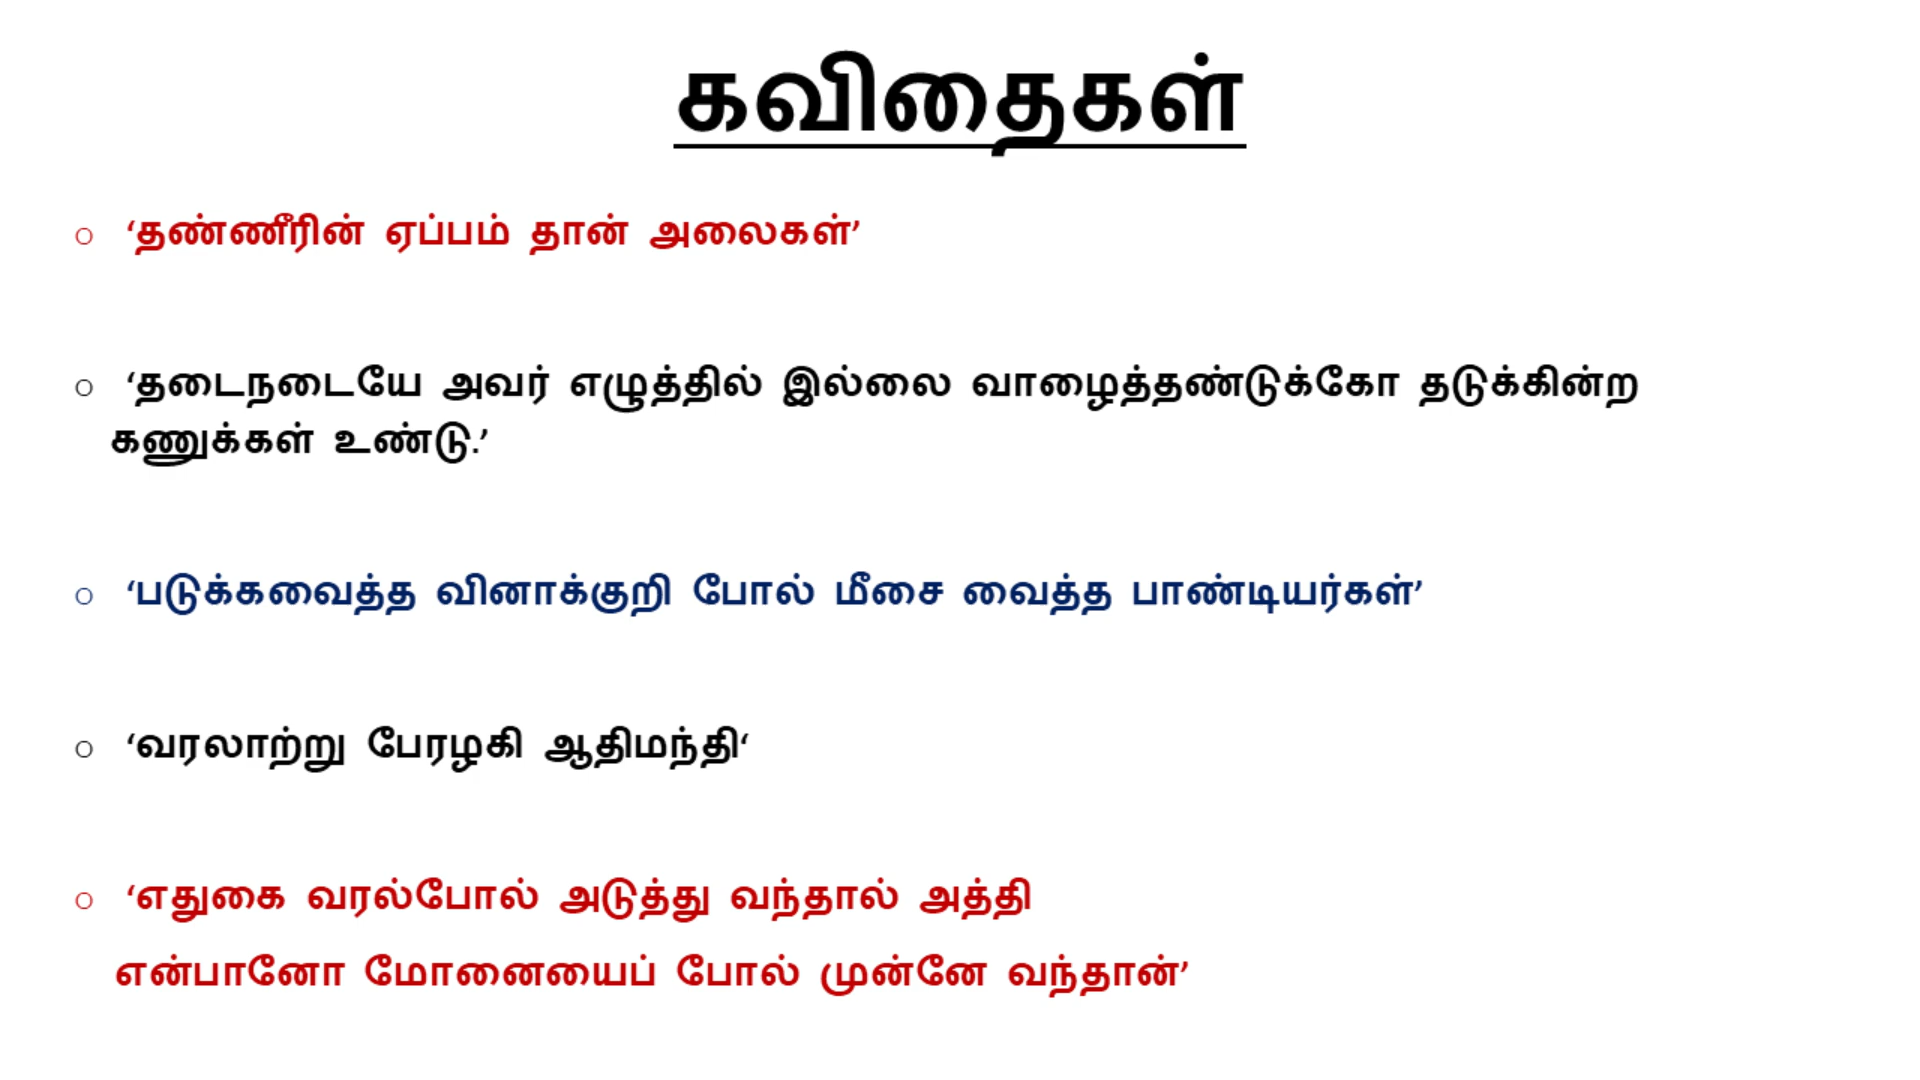 கவிதைகள்
‘தண்ணீரின் ஏப்பம் தான் அலைகள்’
‘தடைநடையே அவர் எழுத்தில் இல்லை வாழைத்தண்டுக்கோ தடுக்கின்ற
கணுக்கள் உண்டு.’
‘படுக்கவைத்த வினாக்குறி போல் மீசை வைத்த பாண்டியர்கள்’
‘வரலாற்று பேரழகி ஆதிமந்தி‘
‘எதுகை வரல்போல் அடுத்து வந்தால் அத்தி
என்பானோ மோனையைப் போல் முன்னே வந்தான்’